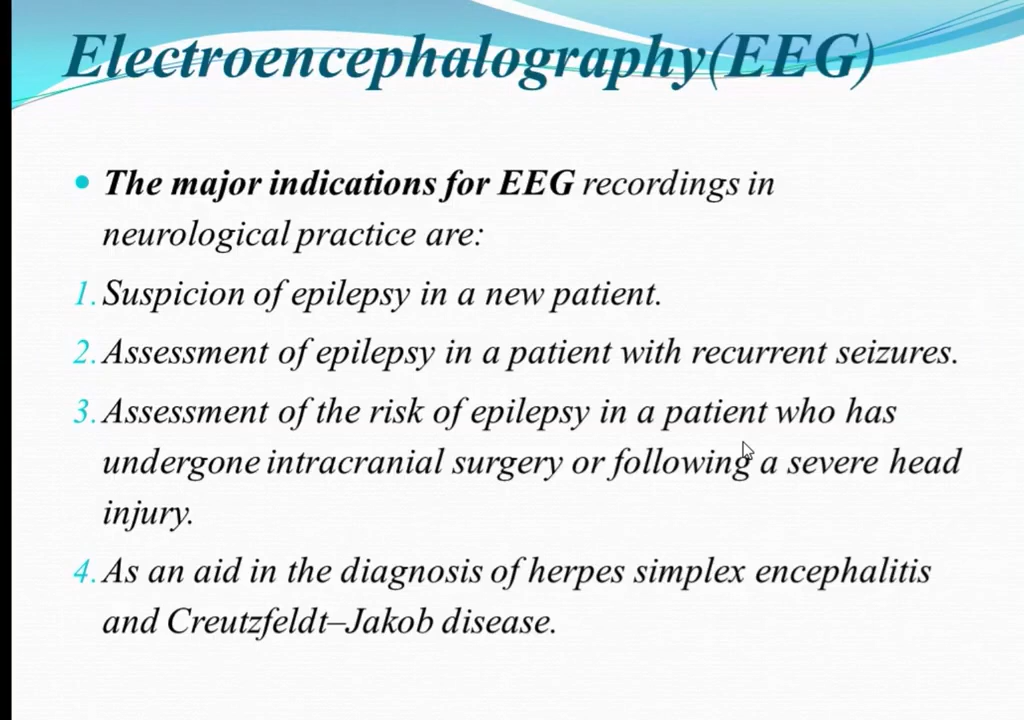 Electroencephalography(EEG)
• The major indications for EEG recordings in
neurological practice are:
1. Suspicion of epilepsy in a new patient.
2. Assessment of epilepsy in a patient with recurrent seizures.
3. Assessment of the risk of epilepsy in a patient who has
undergone intracranial surgery or following a severe head
injury.
4. As an aid in the diagnosis of herpes simplex encephalitis
and Creutzfeldt–Jakob disease.